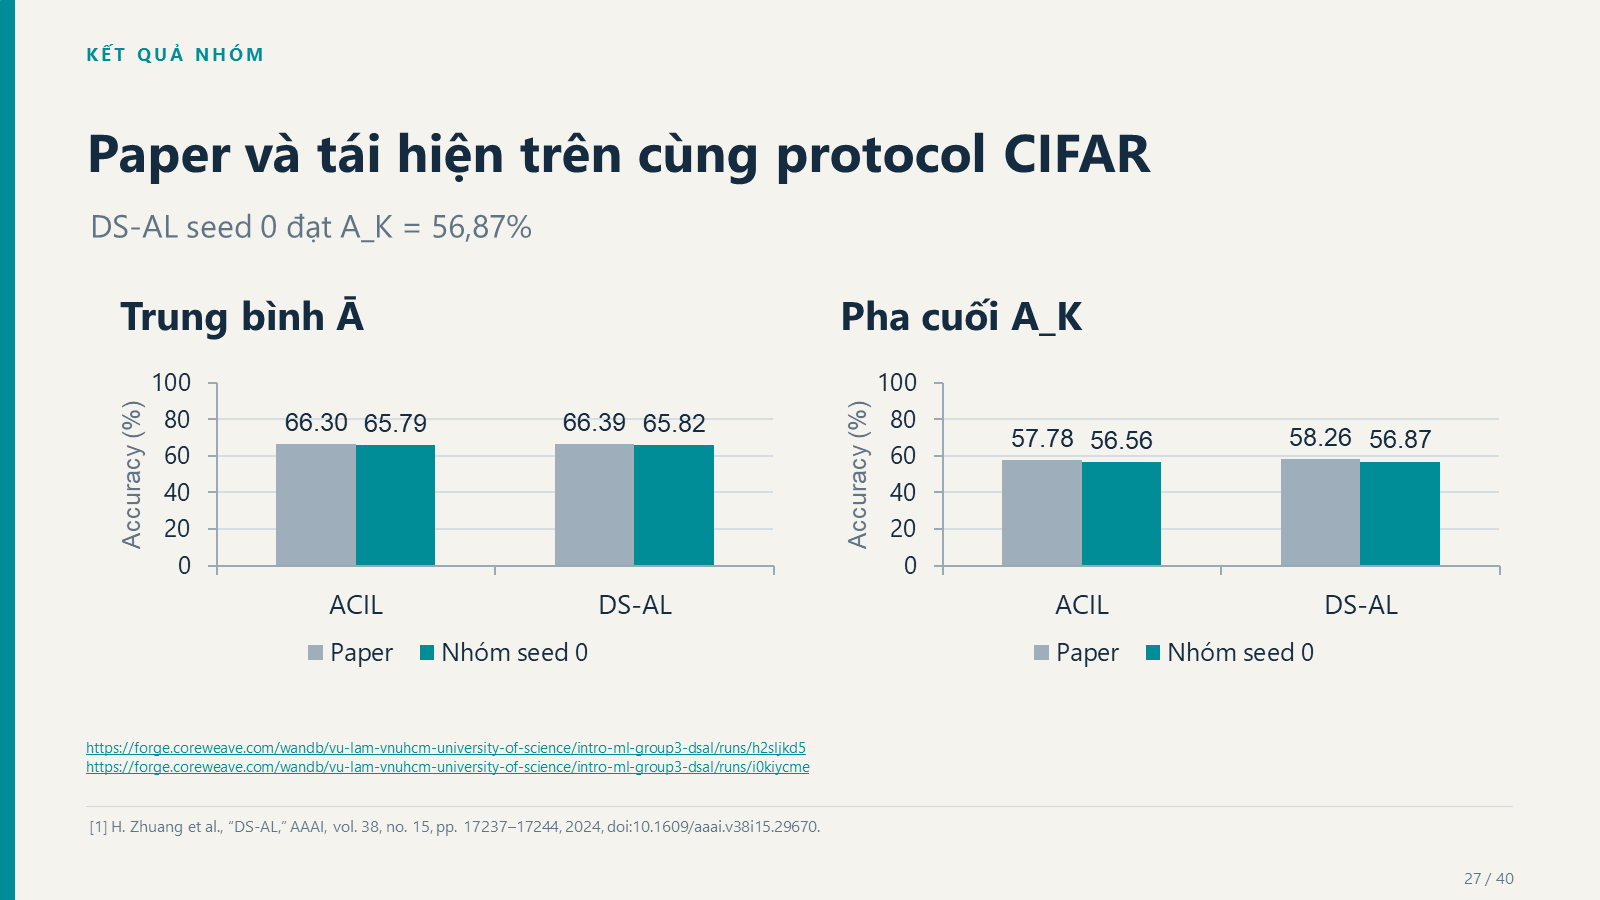 KẾT QUẢ NHÓM
Paper và tái hiện trên cùng protocol CIFAR
DS-AL seed 0 đạt A_K = 56,87%
Trung bình Ā
Accuracy (%)
100
80
60
40
20
0
66.30 65.79 66.39 65.82
ACIL DS-AL
Paper Nhóm seed 0
Pha cuối A_K
Accuracy (%)
100
80
60
40
20
0
57.78 56.56 58.26 56.87
ACIL DS-AL
Paper Nhóm seed 0
https://forge.coreweave.com/wandb/vu-lam-vnuhcm-university-of-science/intro-ml-group3-dsal/runs/h2sljkd5
https://forge.coreweave.com/wandb/vu-lam-vnuhcm-university-of-science/intro-ml-group3-dsal/runs/i0kiycme
[1] H. Zhuang et al., “DS-AL,” AAAI, vol. 38, no. 15, pp. 17237–17244, 2024, doi:10.1609/aaai.v38i15.29670.
27 / 40